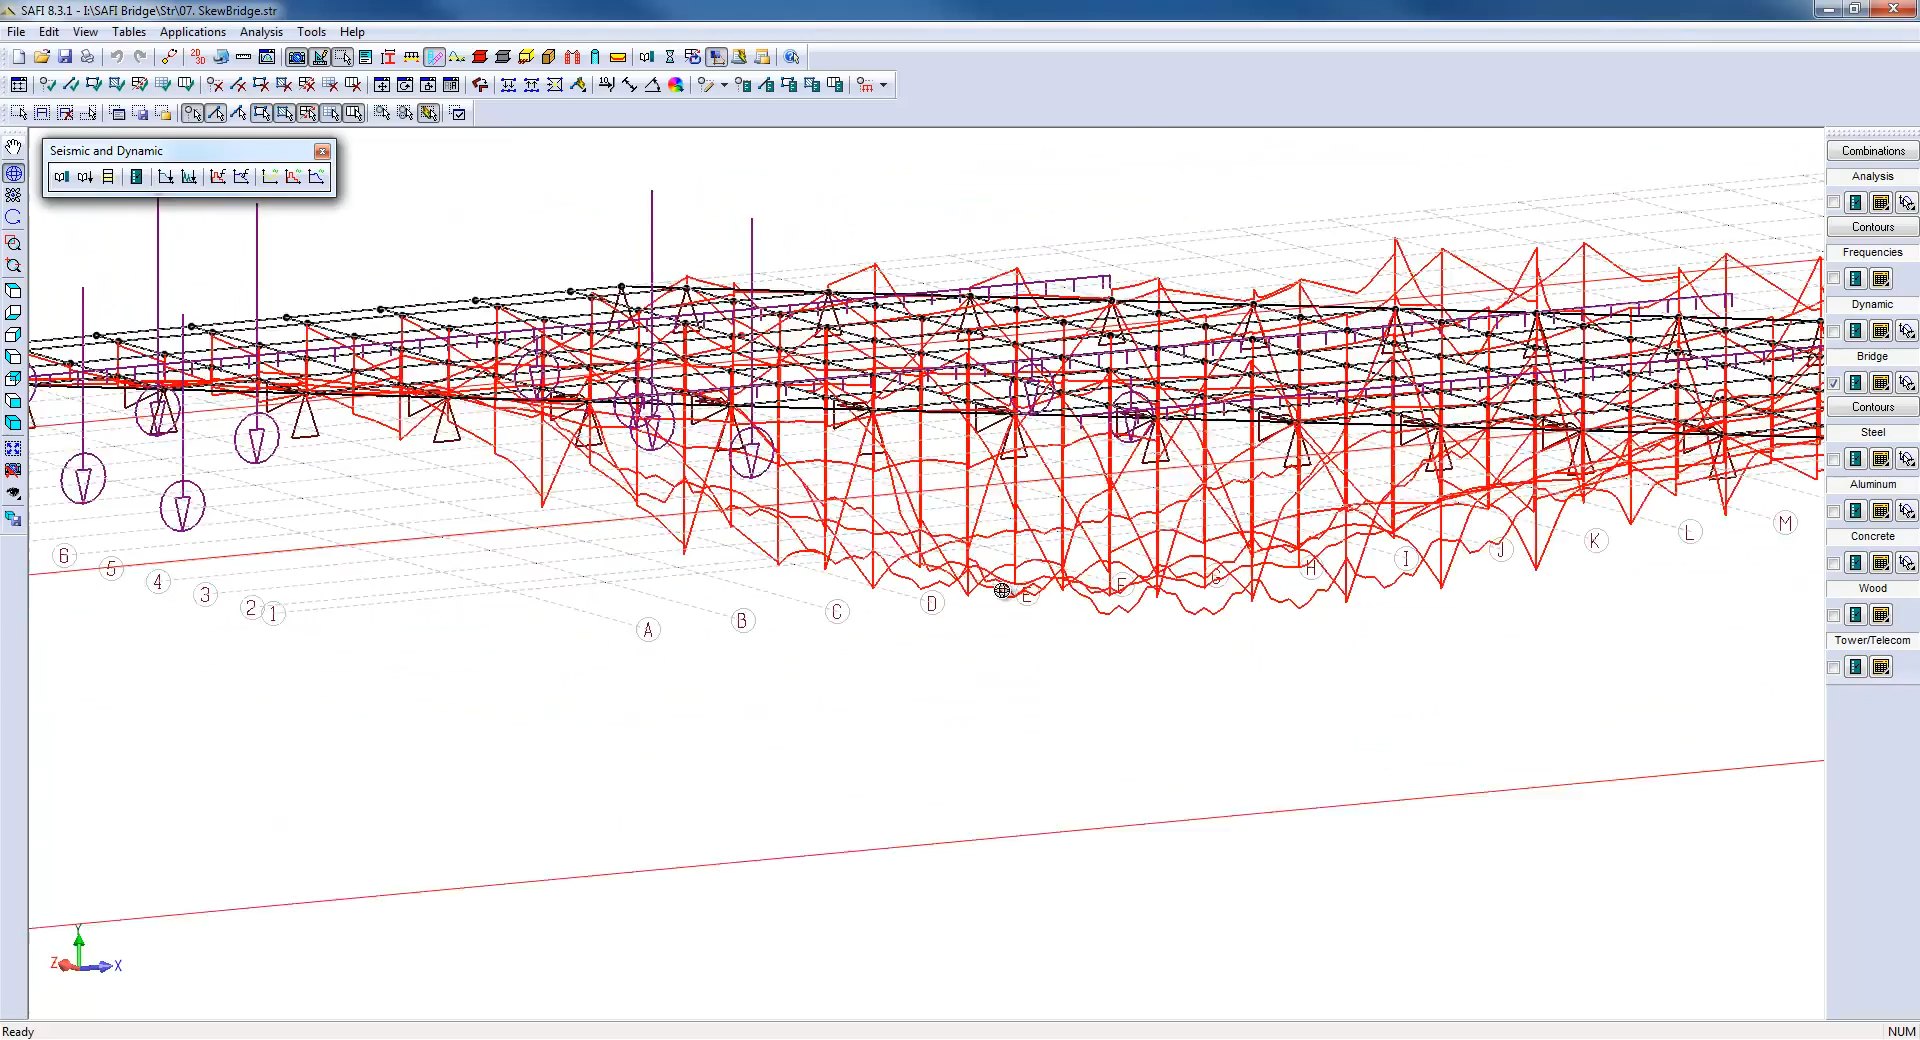 SAFI 8.3.1 - I:\SAFI Bridge\Str\07. SkewBridge.str
File Edit View Tables Applications Analysis Tools Help
Seismic and Dynamic
Combinations
Analysis
Contours
Frequencies
Dynamic
Bridge
Contours
Steel
Aluminum
Concrete
Wood
Tower/Telecom
6 5 4 3 2 1
A B C D E F G H I J K L M
Y
Z X
Ready NUM